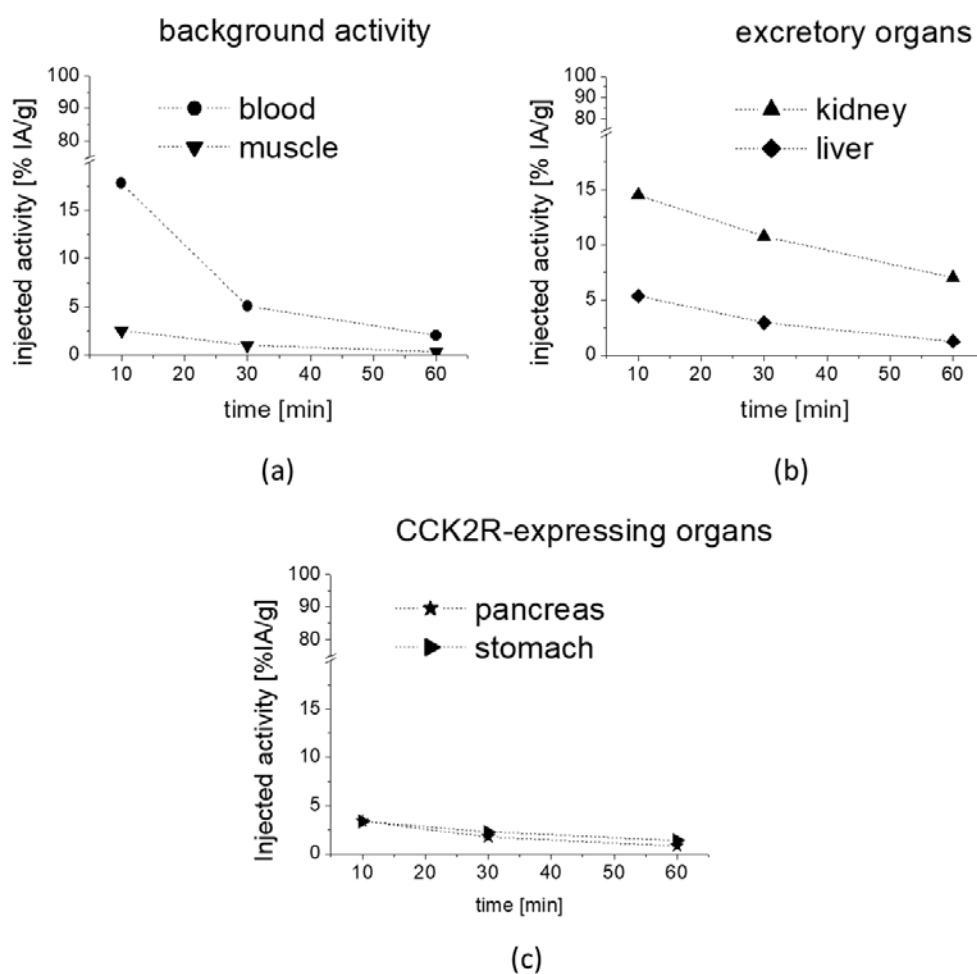 background activity
100
90
80
15
10
5
0
injected activity [% IA/g]
blood
muscle
10 20 30 40 50 60
time [min]
(a)
excretory organs
100
90
80
15
10
5
0
injected activity [% IA/g]
kidney
liver
10 20 30 40 50 60
time [min]
(b)
CCK2R-expressing organs
100
90
80
15
10
5
0
Injected activity [%IA/g]
pancreas
stomach
10 20 30 40 50 60
time [min]
(c)